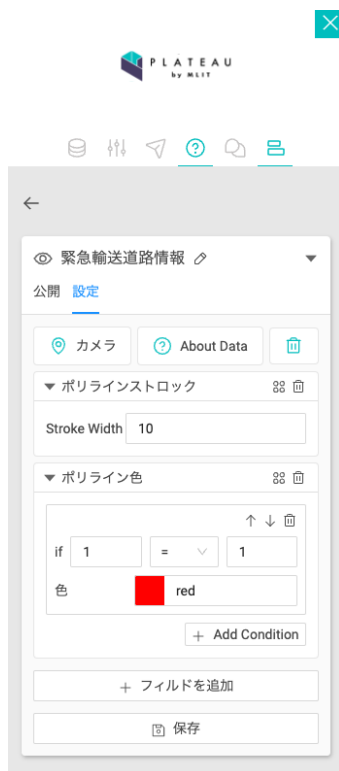 PLATEAU
by MLIT
緊急輸送道路情報
公開 設定
カメラ About Data
ポリラインストロック
Stroke Width 10
ポリライン色
if 1 = 1
色 red
+ Add Condition
+ フィルドを追加
保存